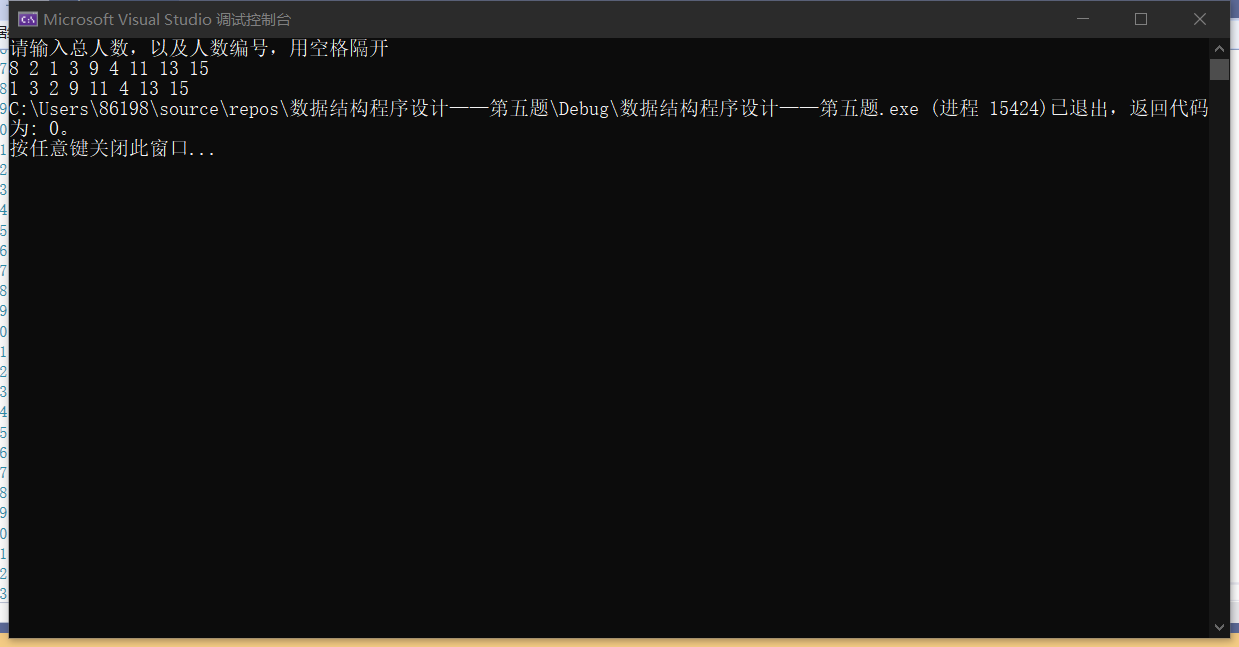 Microsoft Visual Studio 调试控制台
请输入总人数，以及人数编号，用空格隔开
8 2 1 3 9 4 11 13 15
1 3 2 9 11 4 13 15
C:\Users\86198\source\repos\数据结构程序设计——第五题\Debug\数据结构程序设计——第五题.exe (进程 15424)已退出，返回代码
为: 0。
按任意键关闭此窗口...